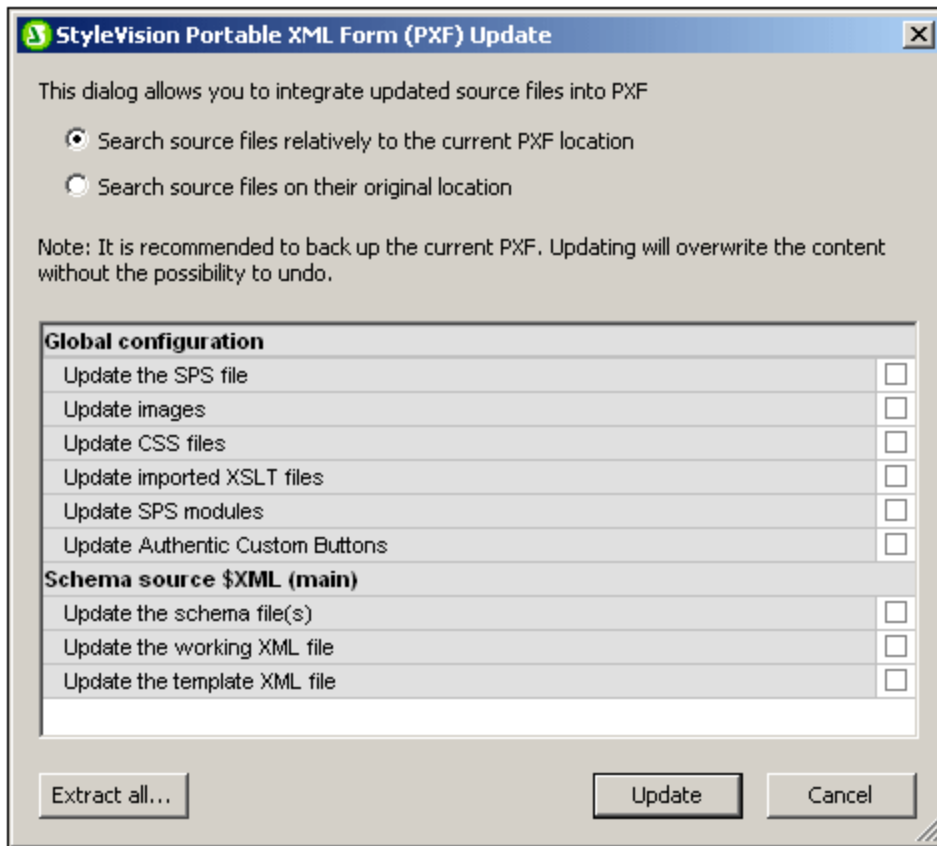 StyleVision Portable XML Form (PXF) Update
This dialog allows you to integrate updated source files into PXF
Search source files relatively to the current PXF location
Search source files on their original location
Note: It is recommended to back up the current PXF. Updating will overwrite the content
without the possibility to undo.
Global configuration
Update the SPS file
Update images
Update CSS files
Update imported XSLT files
Update SPS modules
Update Authentic Custom Buttons
Schema source $XML (main)
Update the schema file(s)
Update the working XML file
Update the template XML file
Extract all... Update Cancel